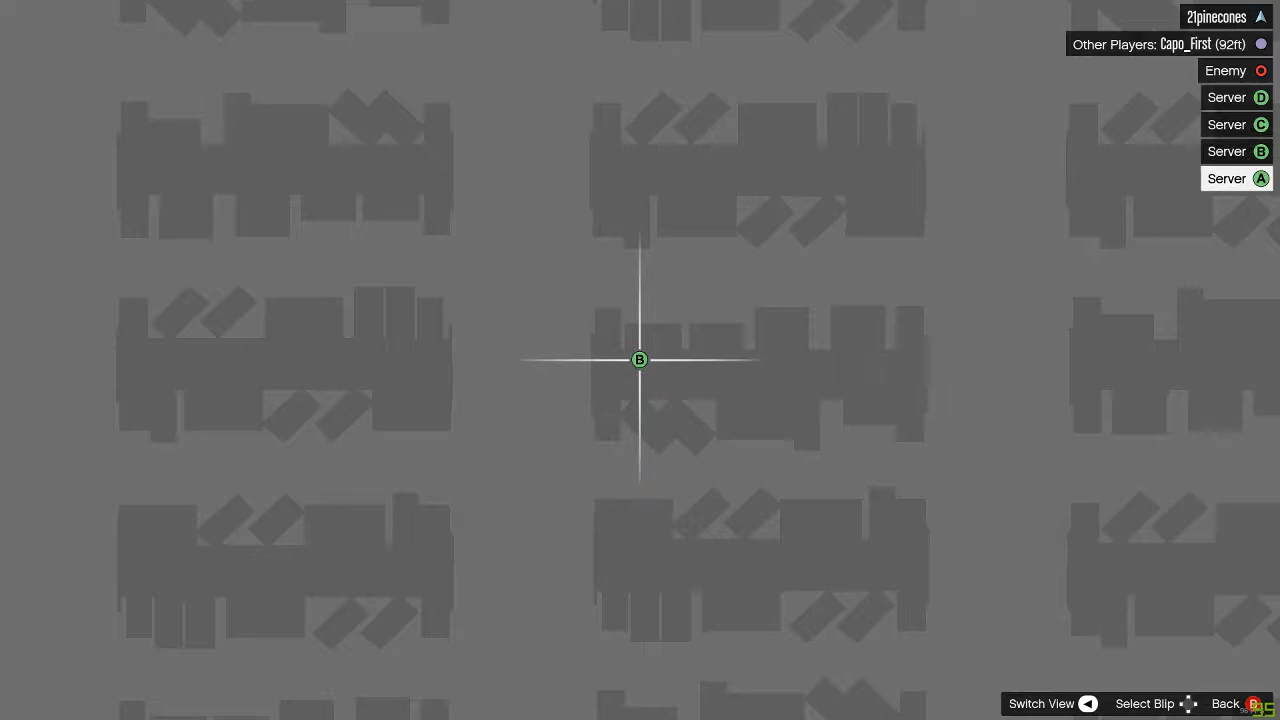 21pinecones
Other Players: Capo_First (92ft)
Enemy
Server D
Server C
Server B
Server A
B
Switch View Select Blip Back B